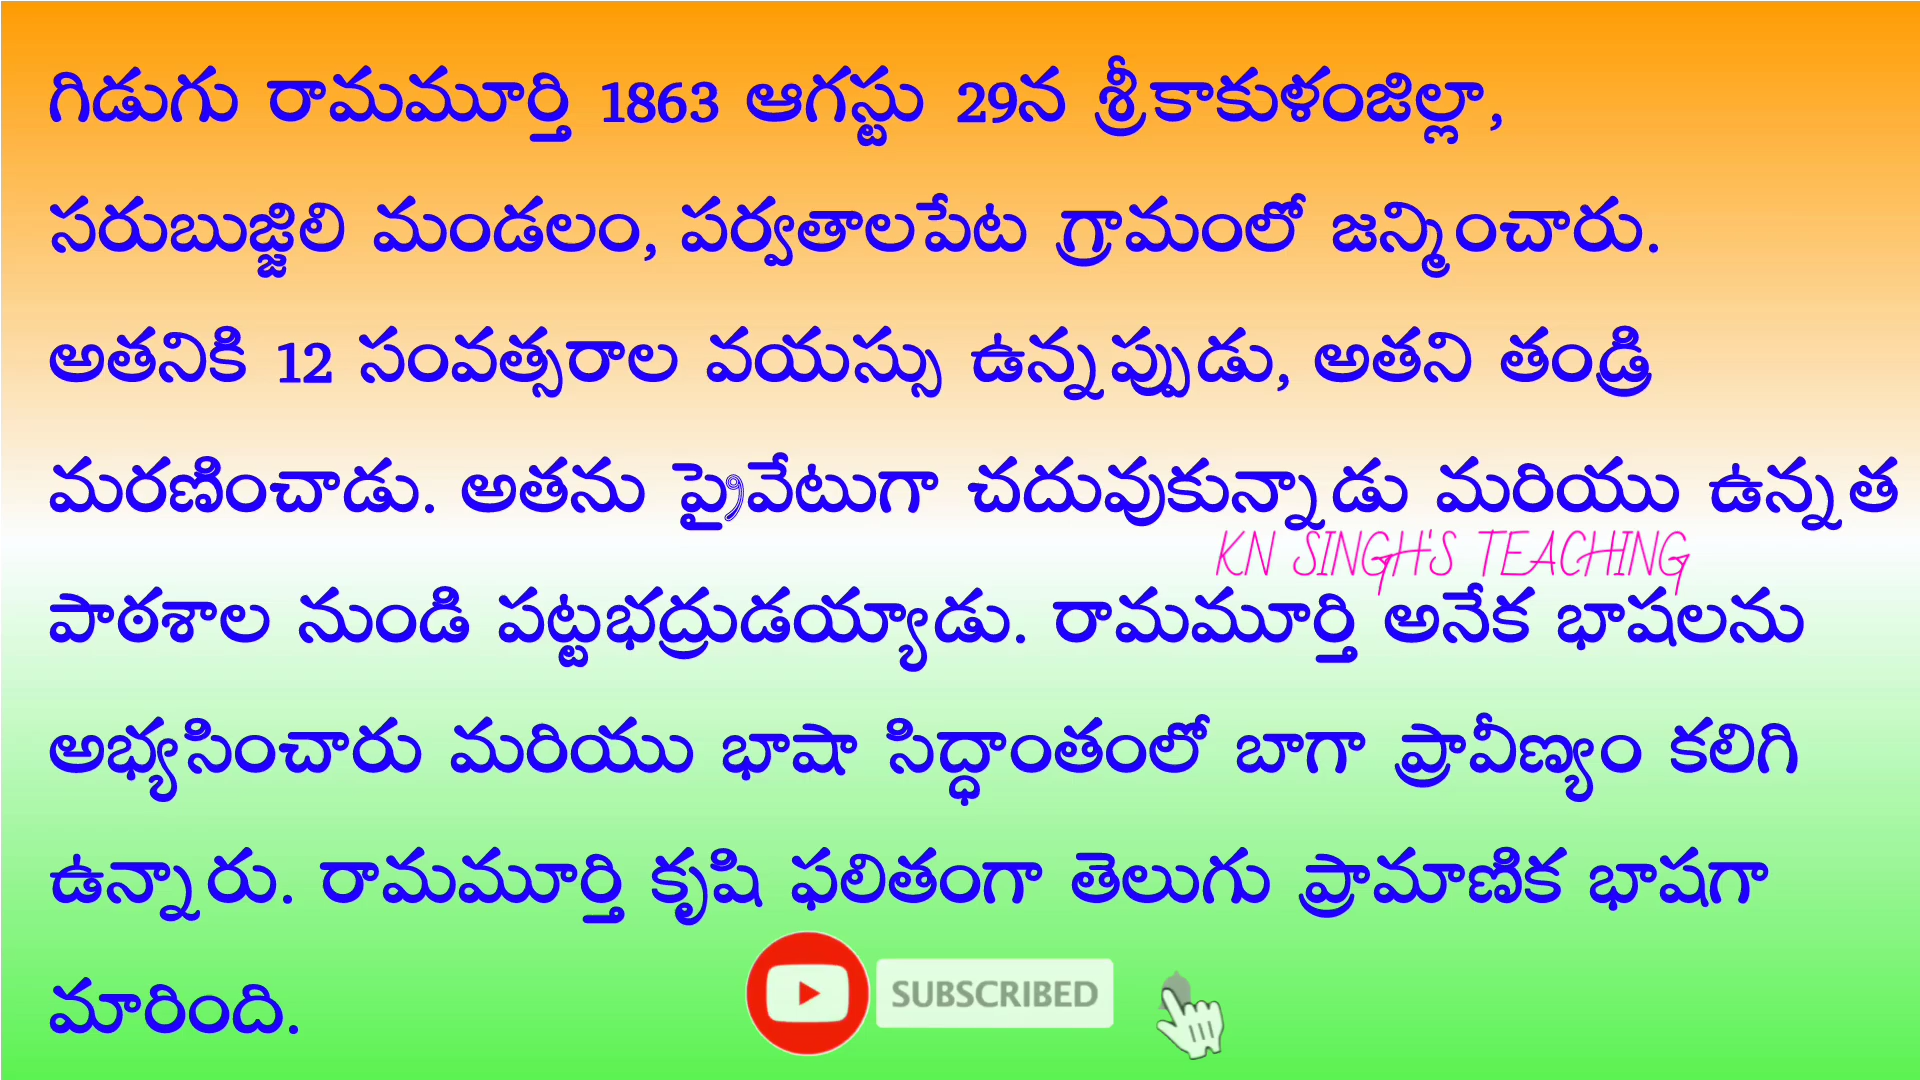 గిడుగు రామమూర్తి 1863 ఆగస్టు 29న శ్రీకాకుళంజిల్లా,
సరుబుజ్జిలి మండలం, పర్వతాలపేట గ్రామంలో జన్మించారు.
అతనికి 12 సంవత్సరాల వయస్సు ఉన్నప్పుడు, అతని తండ్రి
మరణించాడు. అతను ప్రైవేటుగా చదువుకున్నాడు మరియు ఉన్నత
KN SINGH'S TEACHING
పాఠశాల నుండి పట్టభద్రుడయ్యాడు. రామమూర్తి అనేక భాషలను
అభ్యసించారు మరియు భాషా సిద్ధాంతంలో బాగా ప్రావీణ్యం కలిగి
ఉన్నారు. రామమూర్తి కృషి ఫలితంగా తెలుగు ప్రామాణిక భాషగా
మారింది.
SUBSCRIBED